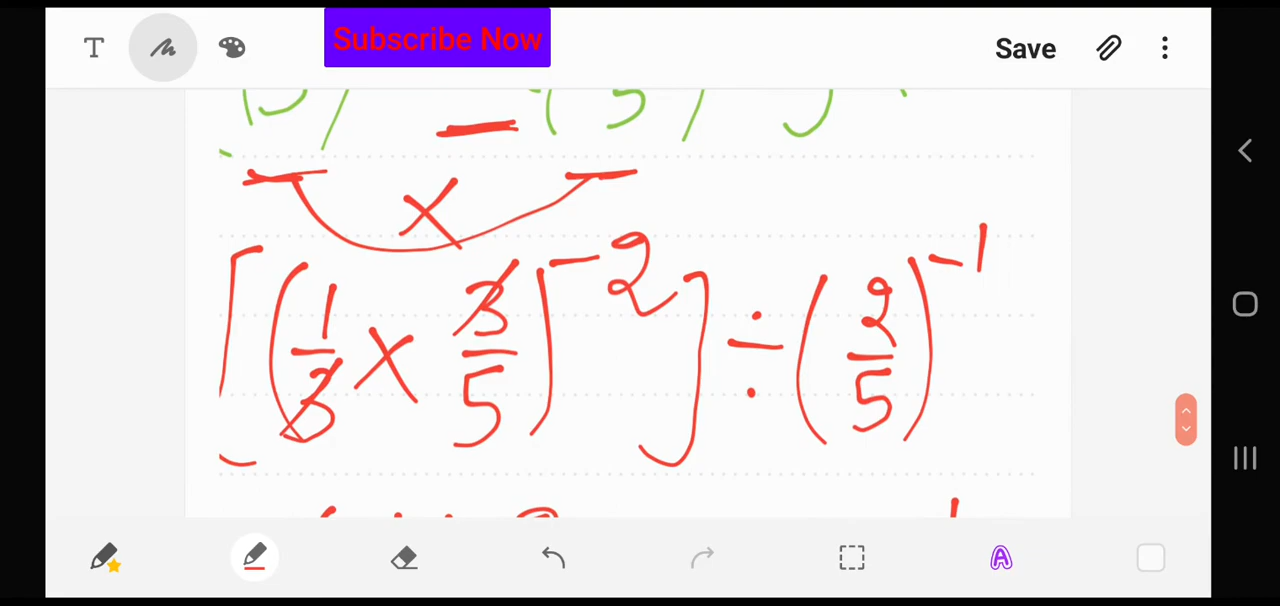 T
Subscribe Now
Save
[(1/3 × 3/5)^-2] ÷ (2/5)^-1
A